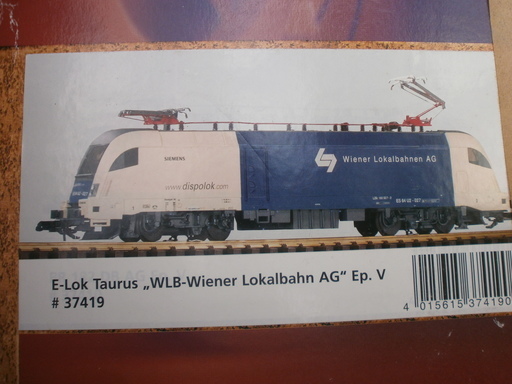 SIEMENS
Wiener Lokalbahnen AG
www.dispolok.com
E-Lok Taurus „WLB-Wiener Lokalbahn AG“ Ep. V
# 37419
4 015615 374190